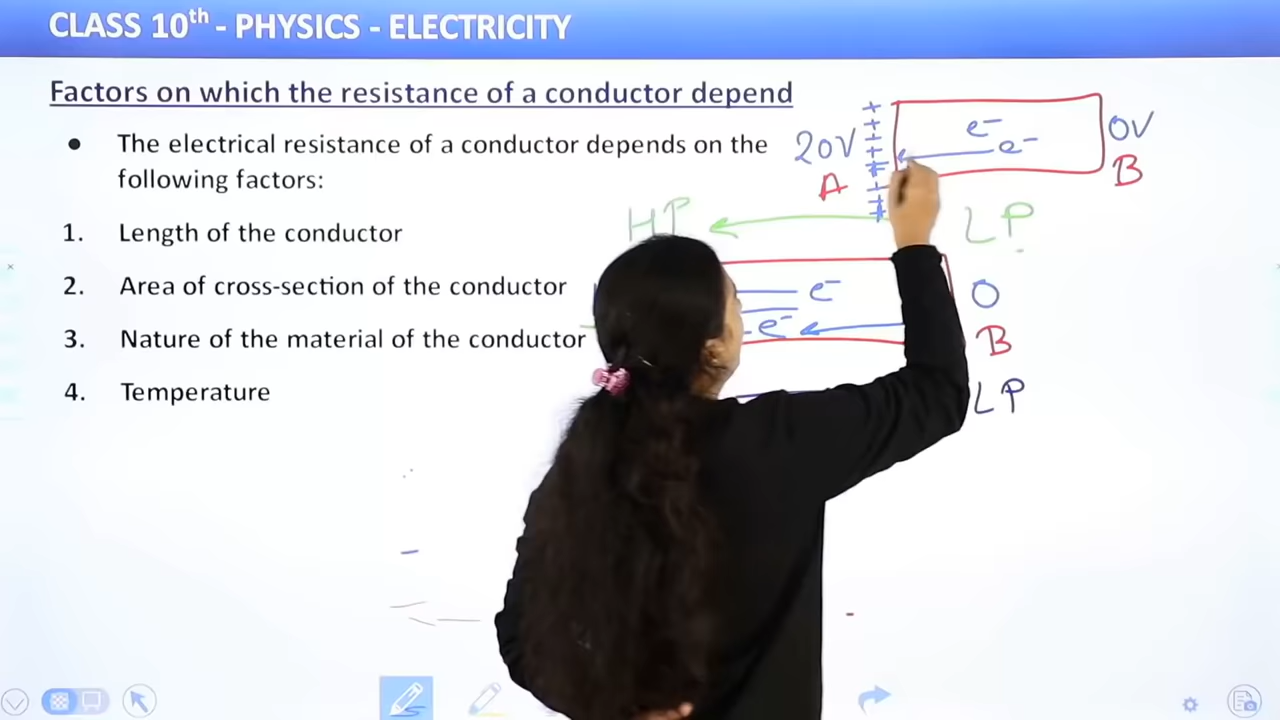 CLASS 10th - PHYSICS - ELECTRICITY
Factors on which the resistance of a conductor depend
• The electrical resistance of a conductor depends on the
following factors:
1. Length of the conductor
2. Area of cross-section of the conductor
3. Nature of the material of the conductor
4. Temperature
+
+
+
+
+
+
+
20V
A
e⁻
e⁻
0V
B
HP
LP
e⁻
e⁻
0
B
LP